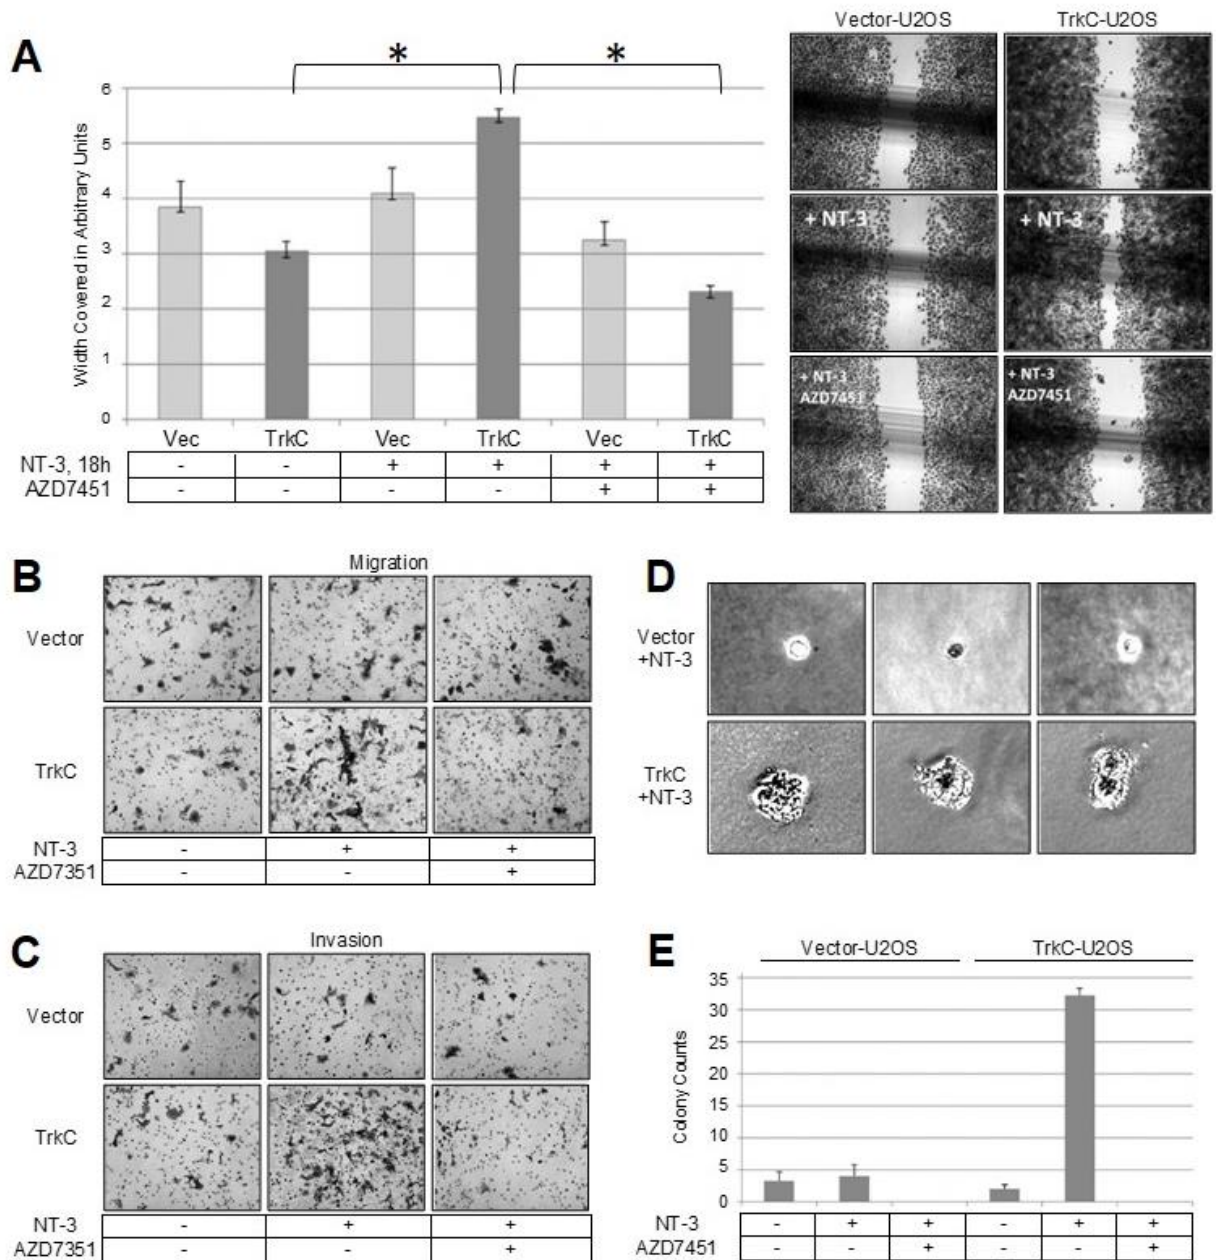 A
* *
6
5
4
3
2
1
0
Width Covered in Arbitrary Units
Vec TrkC Vec TrkC Vec TrkC
NT-3, 18h - - + + + +
AZD7451 - - - - + +
Vector-U2OS TrkC-U2OS
+ NT-3 + NT-3
+ NT-3 + NT-3
AZD7451 AZD7451
B
Migration
Vector
TrkC
NT-3 - + +
AZD7351 - - +
D
Vector
+NT-3
TrkC
+NT-3
C
Invasion
Vector
TrkC
NT-3 - + +
AZD7351 - - +
E
Vector-U2OS TrkC-U2OS
35
30
25
20
15
10
5
0
Colony Counts
NT-3 - + + - + +
AZD7451 - - + - - +